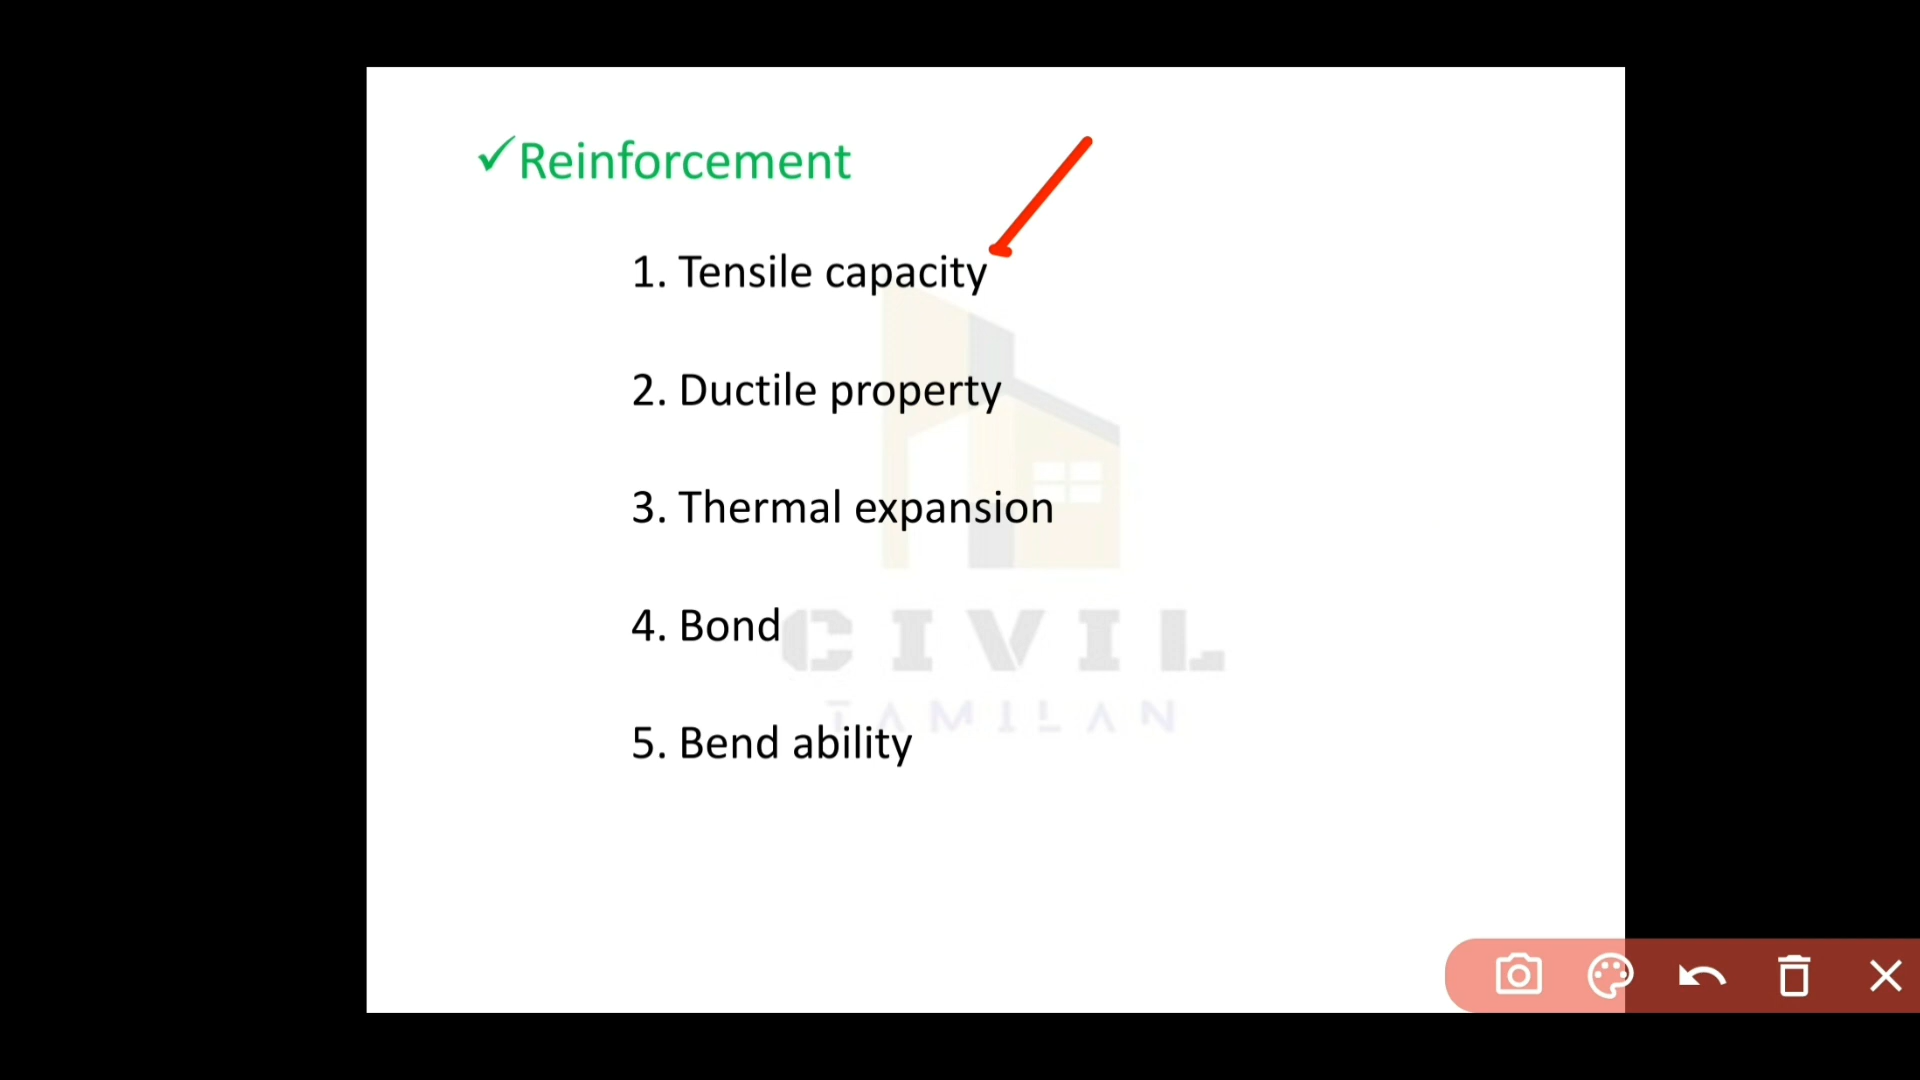 ✓Reinforcement
1. Tensile capacity
2. Ductile property
3. Thermal expansion
4. Bond
CIVIL
TAMILAN
5. Bend ability